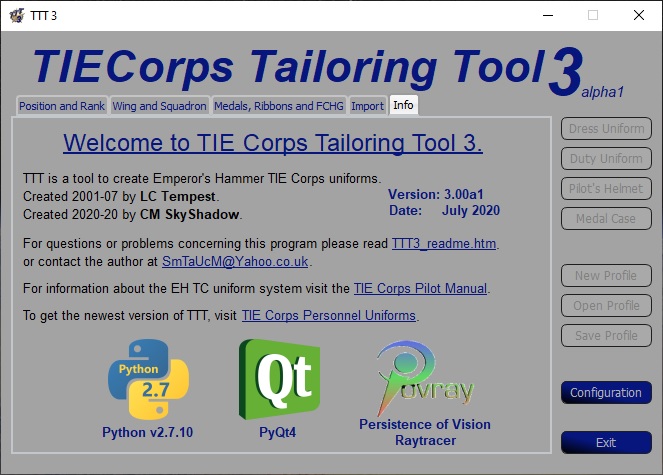 TTT 3
TIECorps Tailoring Tool 3
alpha1
Position and Rank
Wing and Squadron
Medals, Ribbons and FCHG
Import
Info
Welcome to TIE Corps Tailoring Tool 3.
TTT is a tool to create Emperor's Hammer TIE Corps uniforms.
Created 2001-07 by LC Tempest.
Created 2020-20 by CM SkyShadow.
Version: 3.00a1
Date: July 2020
For questions or problems concerning this program please read TTT3_readme.htm.
or contact the author at SmTaUcM@Yahoo.co.uk.
For information about the EH TC uniform system visit the TIE Corps Pilot Manual.
To get the newest version of TTT, visit TIE Corps Personnel Uniforms.
Python
2.7
Python v2.7.10
Qt
PyQt4
Povray
Persistence of Vision
Raytracer
Dress Uniform
Duty Uniform
Pilot's Helmet
Medal Case
New Profile
Open Profile
Save Profile
Configuration
Exit